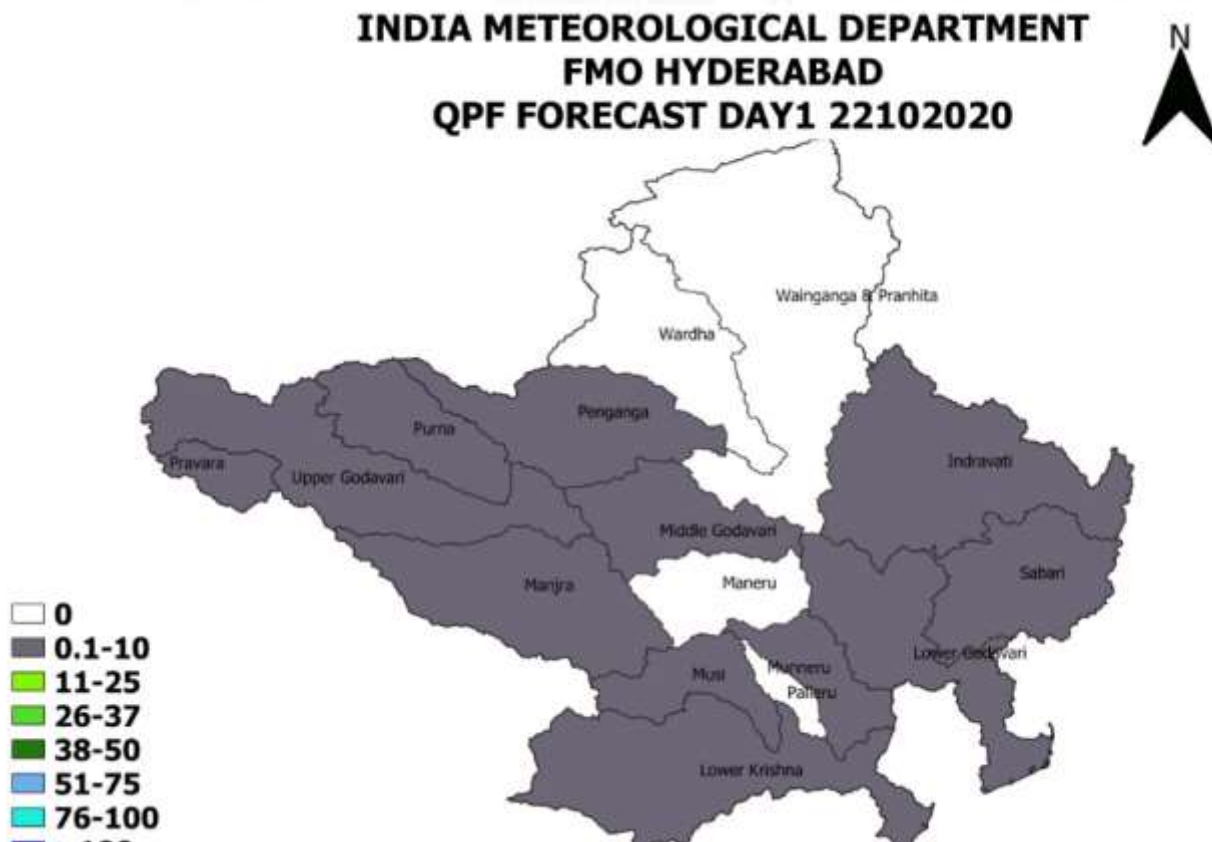 INDIA METEOROLOGICAL DEPARTMENT
FMO HYDERABAD
QPF FORECAST DAY1 22102020
N
Wainganga & Pranhita
Wardha
Penganga
Purna
Pravara
Upper Godavari
Indravati
Middle Godavari
Manjra
Maneru
Sabari
Lower Godavari
Musi
Munneru
Palleru
Lower Krishna
0
0.1-10
11-25
26-37
38-50
51-75
76-100